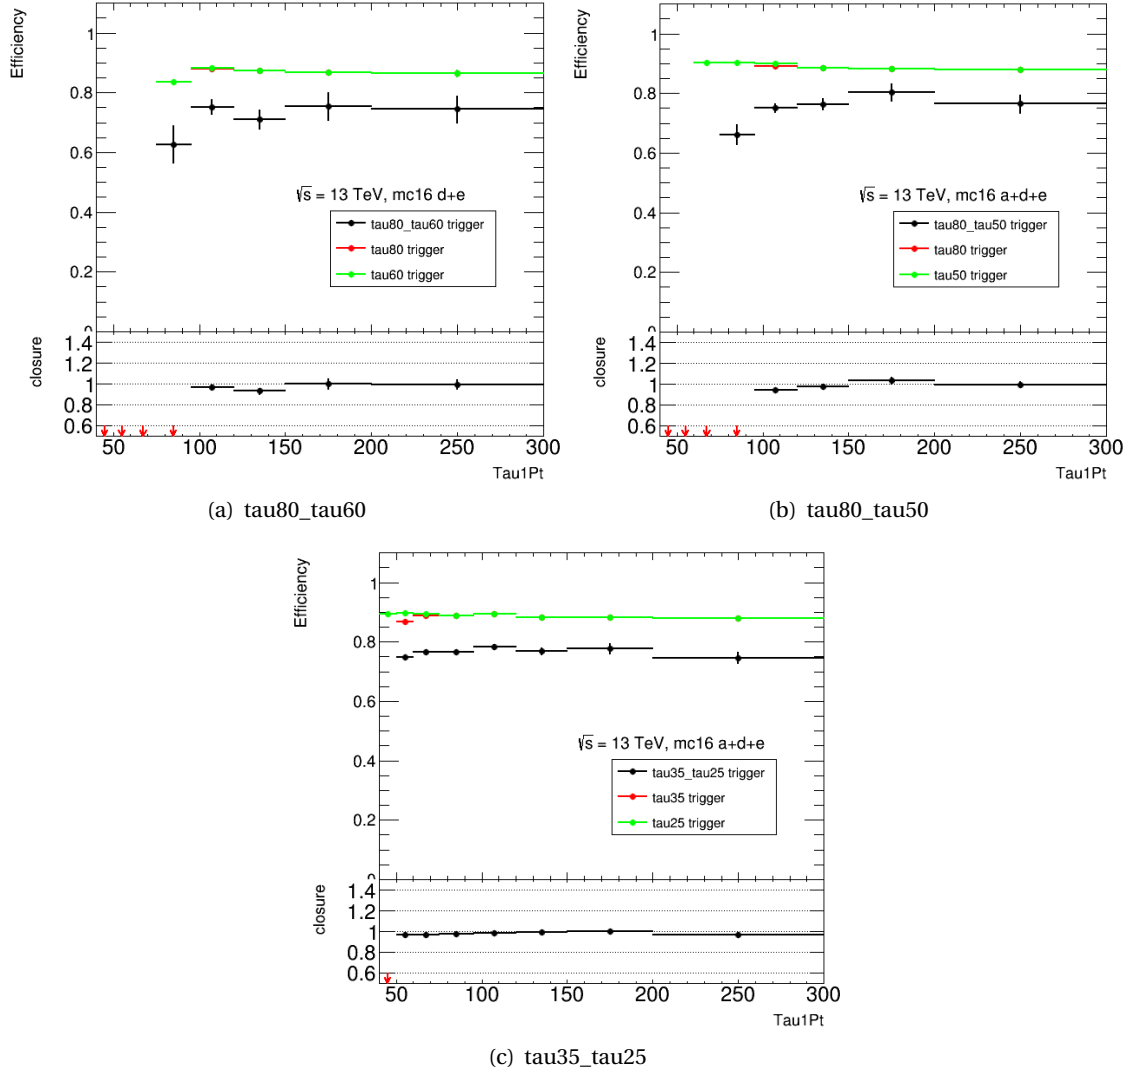 Efficiency
1
0.8
0.6
0.4
0.2
0
√s = 13 TeV, mc16 d+e
tau80_tau60 trigger
tau80 trigger
tau60 trigger
closure
1.4
1.2
1
0.8
0.6
50 100 150 200 250 300
Tau1Pt
(a) tau80_tau60
Efficiency
1
0.8
0.6
0.4
0.2
0
√s = 13 TeV, mc16 a+d+e
tau80_tau50 trigger
tau80 trigger
tau50 trigger
closure
1.4
1.2
1
0.8
0.6
50 100 150 200 250 300
Tau1Pt
(b) tau80_tau50
Efficiency
1
0.8
0.6
0.4
0.2
0
√s = 13 TeV, mc16 a+d+e
tau35_tau25 trigger
tau35 trigger
tau25 trigger
closure
1.4
1.2
1
0.8
0.6
50 100 150 200 250 300
Tau1Pt
(c) tau35_tau25